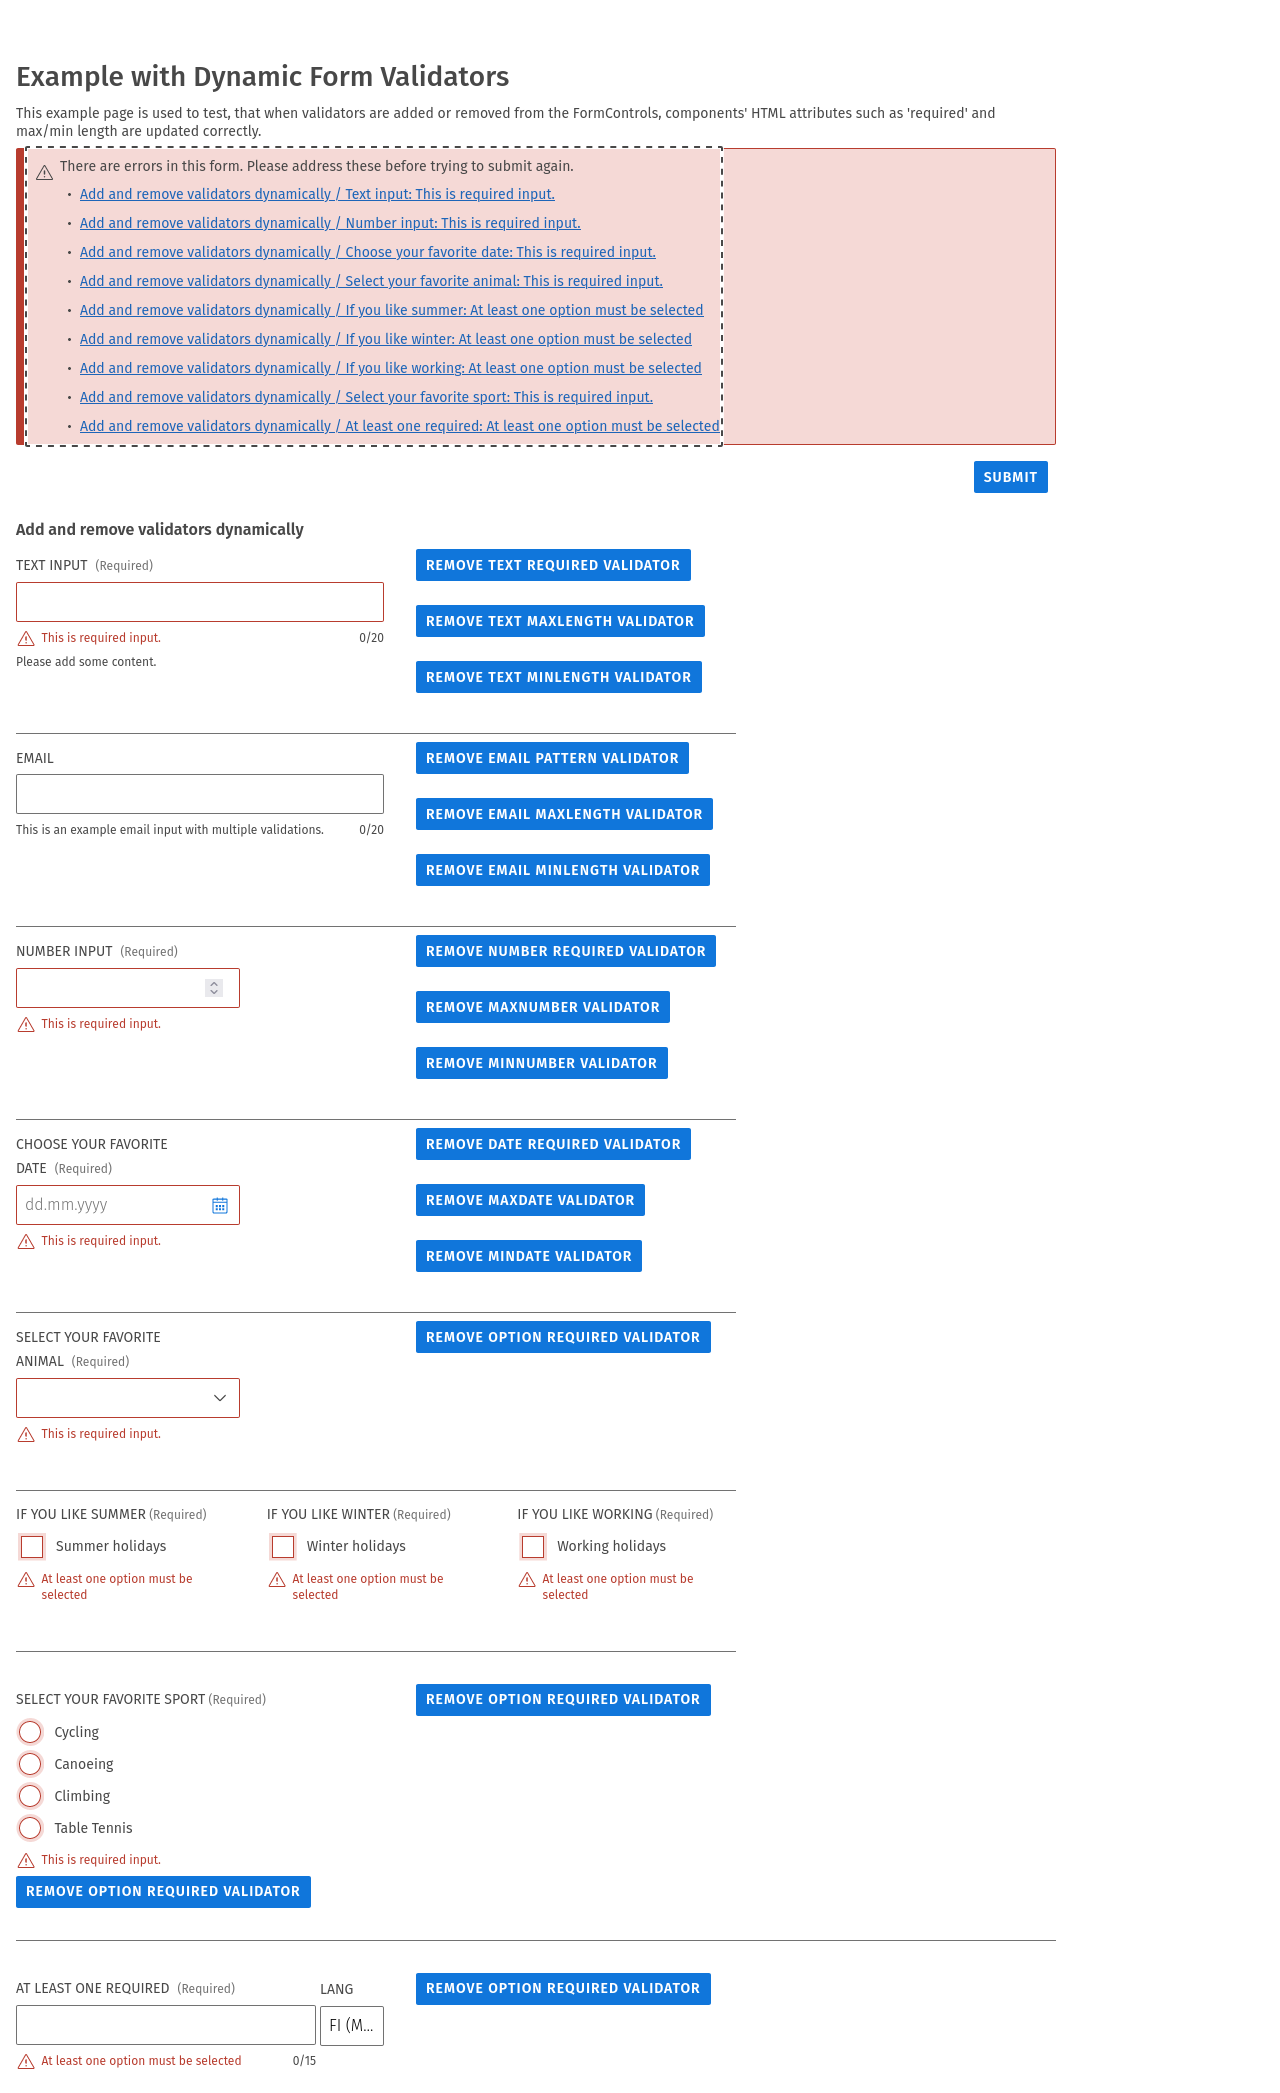 Example with Dynamic Form Validators
This example page is used to test, that when validators are added or removed from the FormControls, components' HTML attributes such as 'required' and
max/min length are updated correctly.
There are errors in this form. Please address these before trying to submit again.
• Add and remove validators dynamically / Text input: This is required input.
• Add and remove validators dynamically / Number input: This is required input.
• Add and remove validators dynamically / Choose your favorite date: This is required input.
• Add and remove validators dynamically / Select your favorite animal: This is required input.
• Add and remove validators dynamically / If you like summer: At least one option must be selected
• Add and remove validators dynamically / If you like winter: At least one option must be selected
• Add and remove validators dynamically / If you like working: At least one option must be selected
• Add and remove validators dynamically / Select your favorite sport: This is required input.
• Add and remove validators dynamically / At least one required: At least one option must be selected
SUBMIT
Add and remove validators dynamically
TEXT INPUT (Required)
REMOVE TEXT REQUIRED VALIDATOR
REMOVE TEXT MAXLENGTH VALIDATOR
This is required input. 0/20
Please add some content.
REMOVE TEXT MINLENGTH VALIDATOR
EMAIL
REMOVE EMAIL PATTERN VALIDATOR
REMOVE EMAIL MAXLENGTH VALIDATOR
This is an example email input with multiple validations. 0/20
REMOVE EMAIL MINLENGTH VALIDATOR
NUMBER INPUT (Required)
REMOVE NUMBER REQUIRED VALIDATOR
REMOVE MAXNUMBER VALIDATOR
This is required input.
REMOVE MINNUMBER VALIDATOR
CHOOSE YOUR FAVORITE
DATE (Required)
REMOVE DATE REQUIRED VALIDATOR
dd.mm.yyyy
REMOVE MAXDATE VALIDATOR
This is required input.
REMOVE MINDATE VALIDATOR
SELECT YOUR FAVORITE
ANIMAL (Required)
REMOVE OPTION REQUIRED VALIDATOR
This is required input.
IF YOU LIKE SUMMER (Required)
Summer holidays
At least one option must be
selected
IF YOU LIKE WINTER (Required)
Winter holidays
At least one option must be
selected
IF YOU LIKE WORKING (Required)
Working holidays
At least one option must be
selected
SELECT YOUR FAVORITE SPORT (Required)
REMOVE OPTION REQUIRED VALIDATOR
Cycling
Canoeing
Climbing
Table Tennis
This is required input.
REMOVE OPTION REQUIRED VALIDATOR
AT LEAST ONE REQUIRED (Required)
LANG
REMOVE OPTION REQUIRED VALIDATOR
FI (M...
At least one option must be selected 0/15